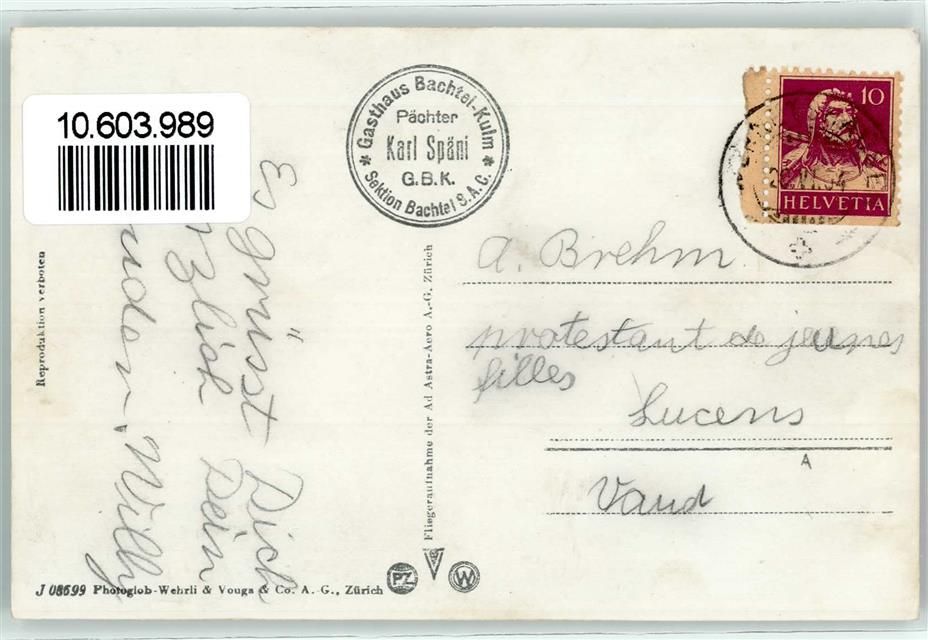 10.603.989
Gasthaus Bachtel-Kulm
Pächter
Karl Späni
G.B.K.
Sektion Bachtel S.A.C.
10
HELVETIA
Es grüsst Dich
Dein
Willy
A. Brehm
protestant de jeunes
filles
Lucens
A
Vaud
Reproduktion verboten
Fliegeraufnahme der Ad Astra-Aero A.-G. Zürich
J 08699 Photoglob-Wehrli & Vouga & Co. A. G., Zürich
PZ
W